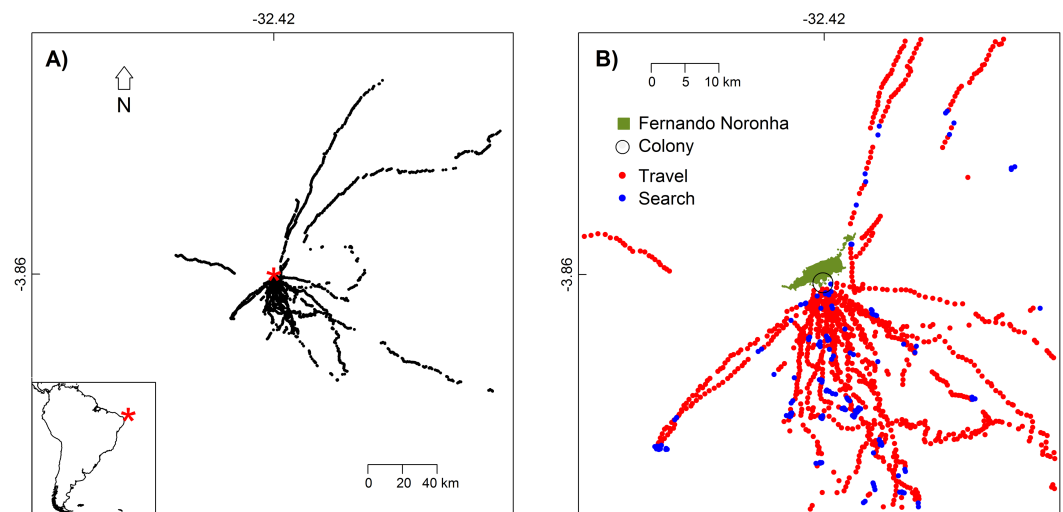 -32.42
-32.42
A)
N
-3.86
0 20 40 km
B)
0 5 10 km
Fernando Noronha
Colony
Travel
Search
-3.86